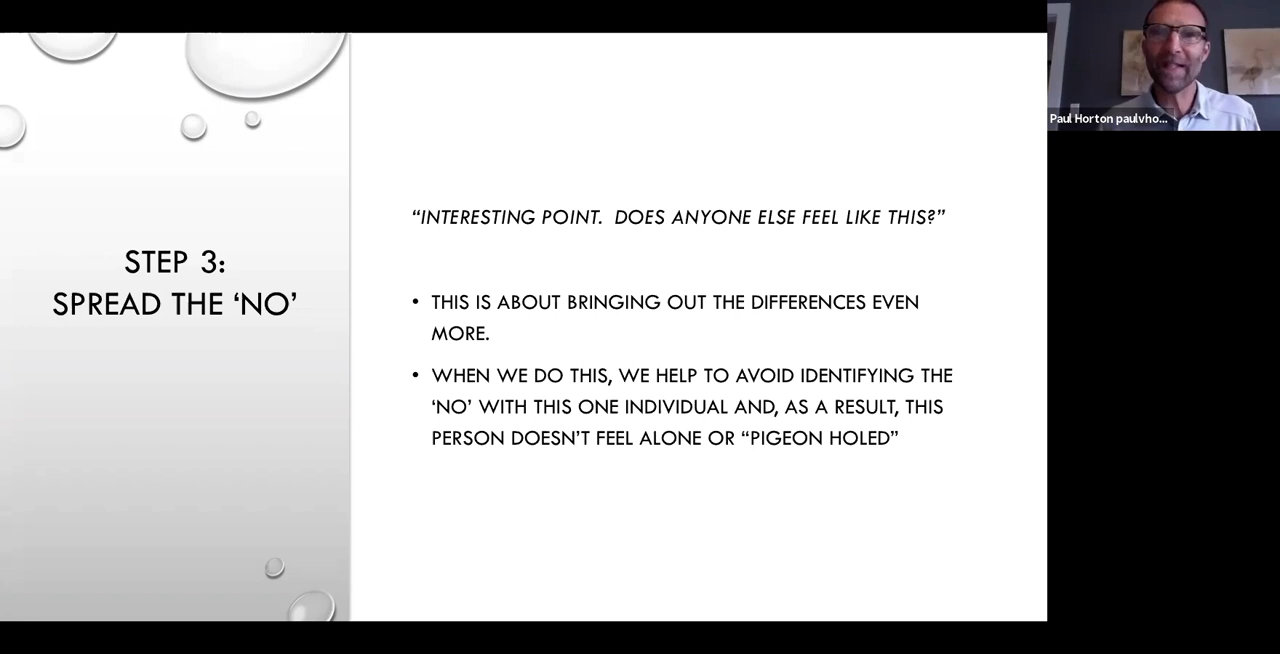 STEP 3:
SPREAD THE ‘NO’
“INTERESTING POINT.  DOES ANYONE ELSE FEEL LIKE THIS?”
• THIS IS ABOUT BRINGING OUT THE DIFFERENCES EVEN
MORE.
• WHEN WE DO THIS, WE HELP TO AVOID IDENTIFYING THE
‘NO’ WITH THIS ONE INDIVIDUAL AND, AS A RESULT, THIS
PERSON DOESN’T FEEL ALONE OR “PIGEON HOLED”
Paul Horton paulvho...